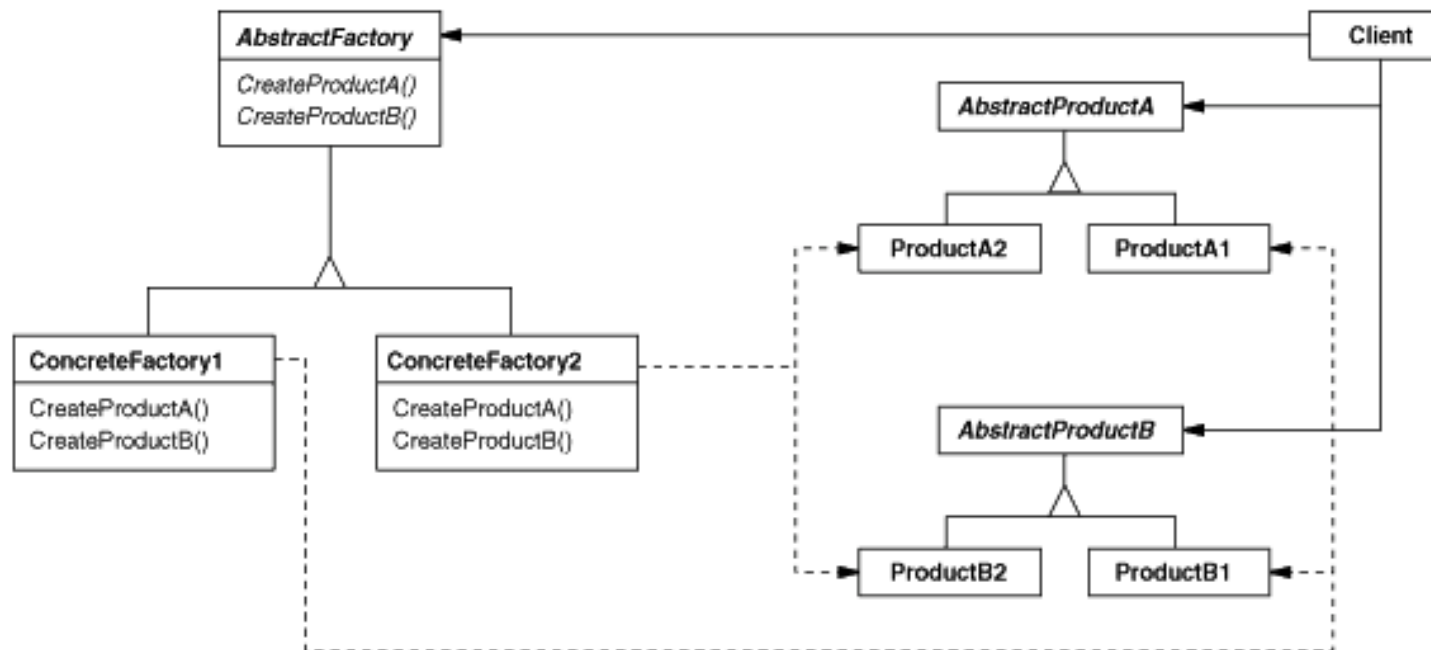 AbstractFactory
CreateProductA()
CreateProductB()
Client
AbstractProductA
ProductA2
ProductA1
ConcreteFactory1
CreateProductA()
CreateProductB()
ConcreteFactory2
CreateProductA()
CreateProductB()
AbstractProductB
ProductB2
ProductB1